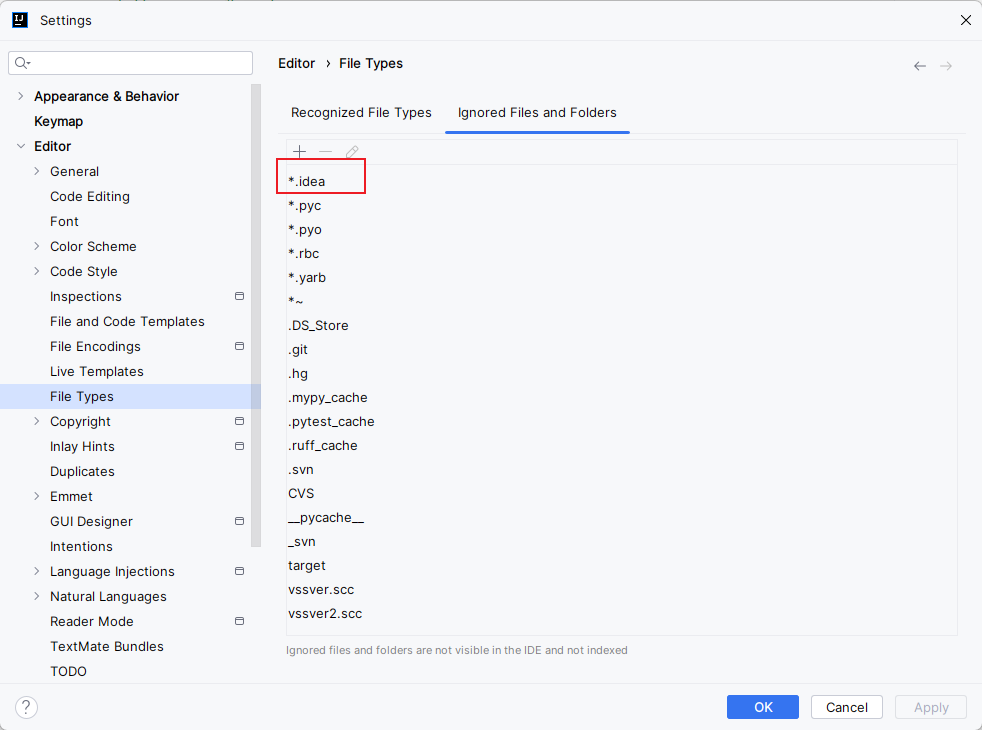 Settings
Editor › File Types
Appearance & Behavior
Keymap
Editor
General
Code Editing
Font
Color Scheme
Code Style
Inspections
File and Code Templates
File Encodings
Live Templates
File Types
Copyright
Inlay Hints
Duplicates
Emmet
GUI Designer
Intentions
Language Injections
Natural Languages
Reader Mode
TextMate Bundles
TODO
Recognized File Types
Ignored Files and Folders
*.idea
*.pyc
*.pyo
*.rbc
*.yarb
*~
.DS_Store
.git
.hg
.mypy_cache
.pytest_cache
.ruff_cache
.svn
CVS
__pycache__
_svn
target
vssver.scc
vssver2.scc
Ignored files and folders are not visible in the IDE and not indexed
?
OK
Cancel
Apply